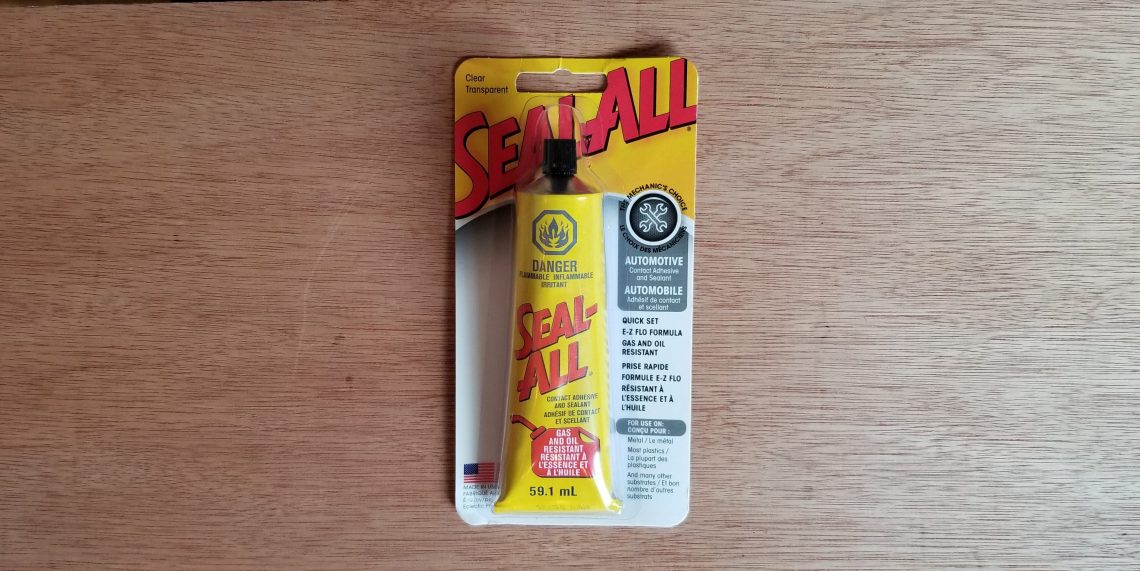 Clear
Transparent
SEAL-ALL®
THE MECHANIC'S CHOICE
LE CHOIX DES MÉCANICIENS
AUTOMOTIVE
Contact Adhesive
and Sealant
AUTOMOBILE
Adhésif de contact
et scellant
QUICK SET
E-Z FLO FORMULA
GAS AND OIL
RESISTANT
PRISE RAPIDE
FORMULE E-Z FLO
RÉSISTANT À
L'ESSENCE ET À
L'HUILE
FOR USE ON:
CONÇU POUR :
Metal / Le métal
Most plastics /
La plupart des
plastiques
And many other
substrates / Et bon
nombre d'autres
substrats
DANGER
FLAMMABLE INFLAMMABLE
IRRITANT
SEAL-
ALL®
CONTACT ADHESIVE
AND SEALANT
ADHÉSIF DE CONTACT
ET SCELLANT
GAS
AND OIL
RESISTANT
RÉSISTANT À
L'ESSENCE ET
À L'HUILE
59.1 mL
MADE IN